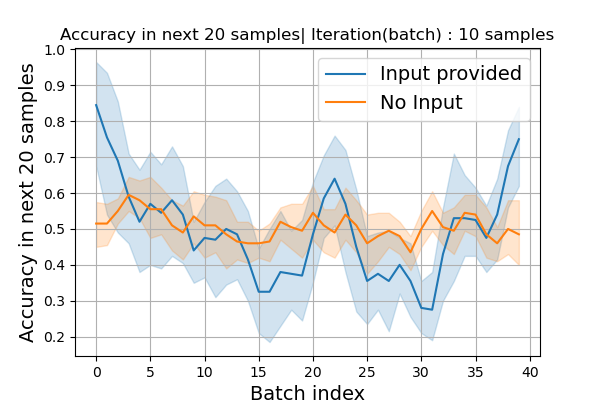 Accuracy in next 20 samples| Iteration(batch) : 10 samples
1.0
0.9
0.8
0.7
0.6
0.5
0.4
0.3
0.2
Accuracy in next 20 samples
Input provided
No Input
0 5 10 15 20 25 30 35 40
Batch index